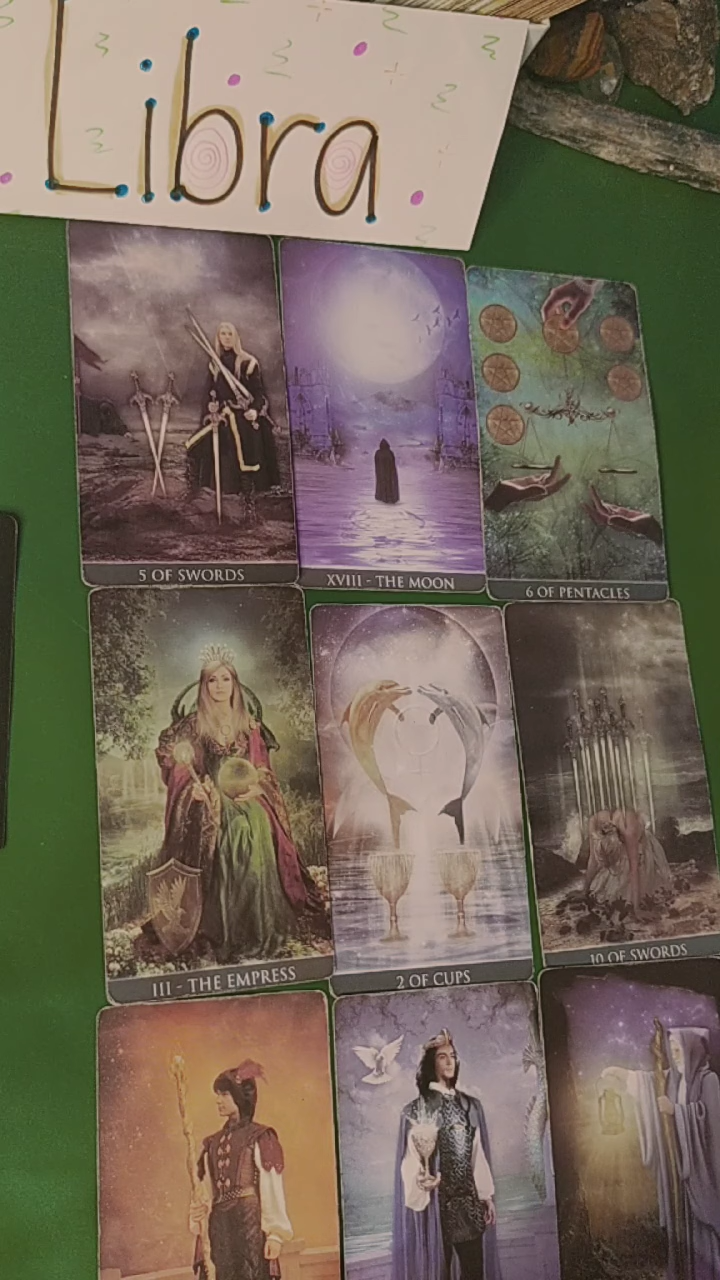 Libra
5 OF SWORDS
XVIII - THE MOON
6 OF PENTACLES
III - THE EMPRESS
2 OF CUPS
10 OF SWORDS